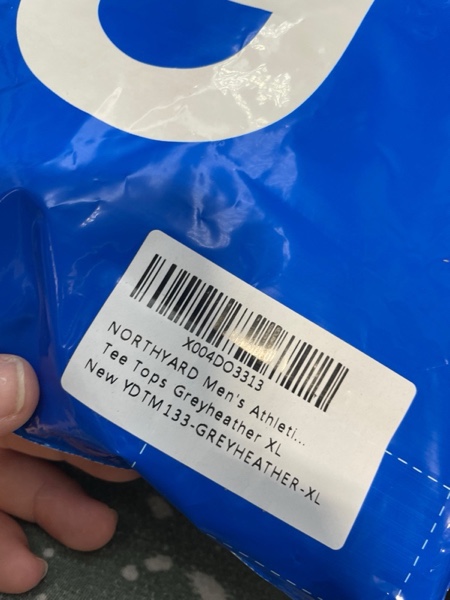 X004DO3313
NORTHYARD Men's Athleti...
Tee Tops Greyheather XL
New YDTM133-GREYHEATHER-XL